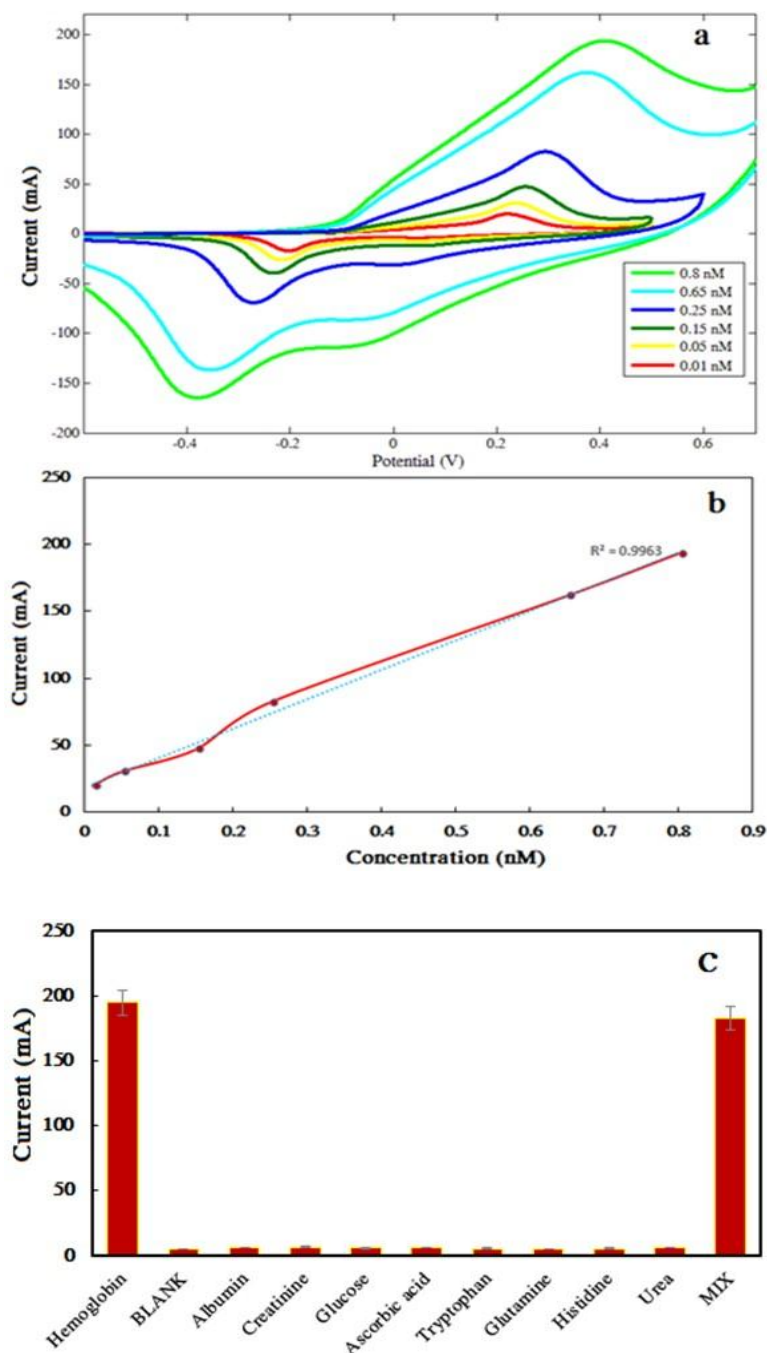 a
200
150
100
50
0
-50
-100
-150
-200
Current (mA)
0.8 nM
0.65 nM
0.25 nM
0.15 nM
0.05 nM
0.01 nM
-0.4 -0.2 0 0.2 0.4 0.6
Potential (V)
b
250
200
150
100
50
0
Current (mA)
R² = 0.9963
0 0.1 0.2 0.3 0.4 0.5 0.6 0.7 0.8 0.9
Concentration (nM)
C
250
200
150
100
50
0
Current (mA)
Hemoglobin
BLANK
Albumin
Creatinine
Glucose
Ascorbic acid
Tryptophan
Glutamine
Histidine
Urea
MIX